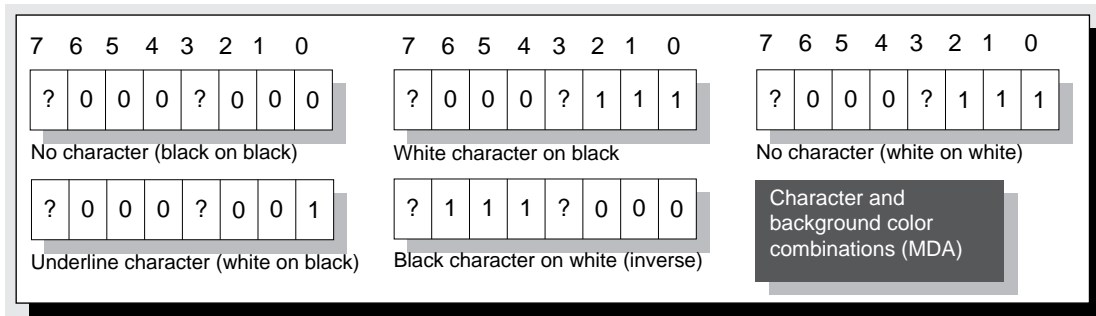 7 6 5 4 3 2 1 0
? 0 0 0 ? 0 0 0
No character (black on black)
7 6 5 4 3 2 1 0
? 0 0 0 ? 1 1 1
White character on black
7 6 5 4 3 2 1 0
? 0 0 0 ? 1 1 1
No character (white on white)
? 0 0 0 ? 0 0 1
Underline character (white on black)
? 1 1 1 ? 0 0 0
Black character on white (inverse)
Character and
background color
combinations (MDA)